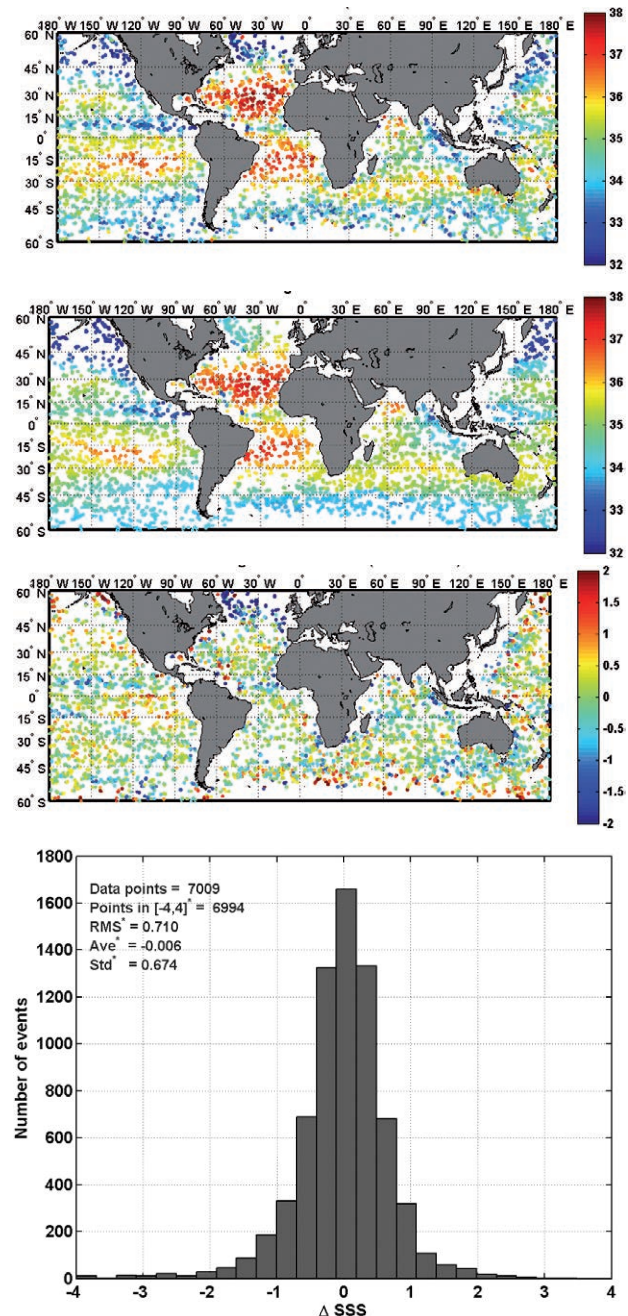 180° W 150° W 120° W 90° W 60° W 30° W 0° 30° E 60° E 90° E 120° E 150° E 180° E
60° N
45° N
30° N
15° N
0°
15° S
30° S
45° S
60° S
38
37
36
35
34
33
32
180° W 150° W 120° W 90° W 60° W 30° W 0° 30° E 60° E 90° E 120° E 150° E 180° E
60° N
45° N
30° N
15° N
0°
15° S
30° S
45° S
60° S
38
37
36
35
34
33
32
180° W 150° W 120° W 90° W 60° W 30° W 0° 30° E 60° E 90° E 120° E 150° E 180° E
60° N
45° N
30° N
15° N
0°
15° S
30° S
45° S
60° S
2
1.5
1
0.5
0
-0.5
-1
-1.5
-2
1800
1600
1400
1200
1000
800
600
400
200
0
Number of events
Data points = 7009
Points in [-4,4]* = 6994
RMS* = 0.710
Ave* = -0.006
Std* = 0.674
-4 -3 -2 -1 0 1 2 3 4
Δ SSS